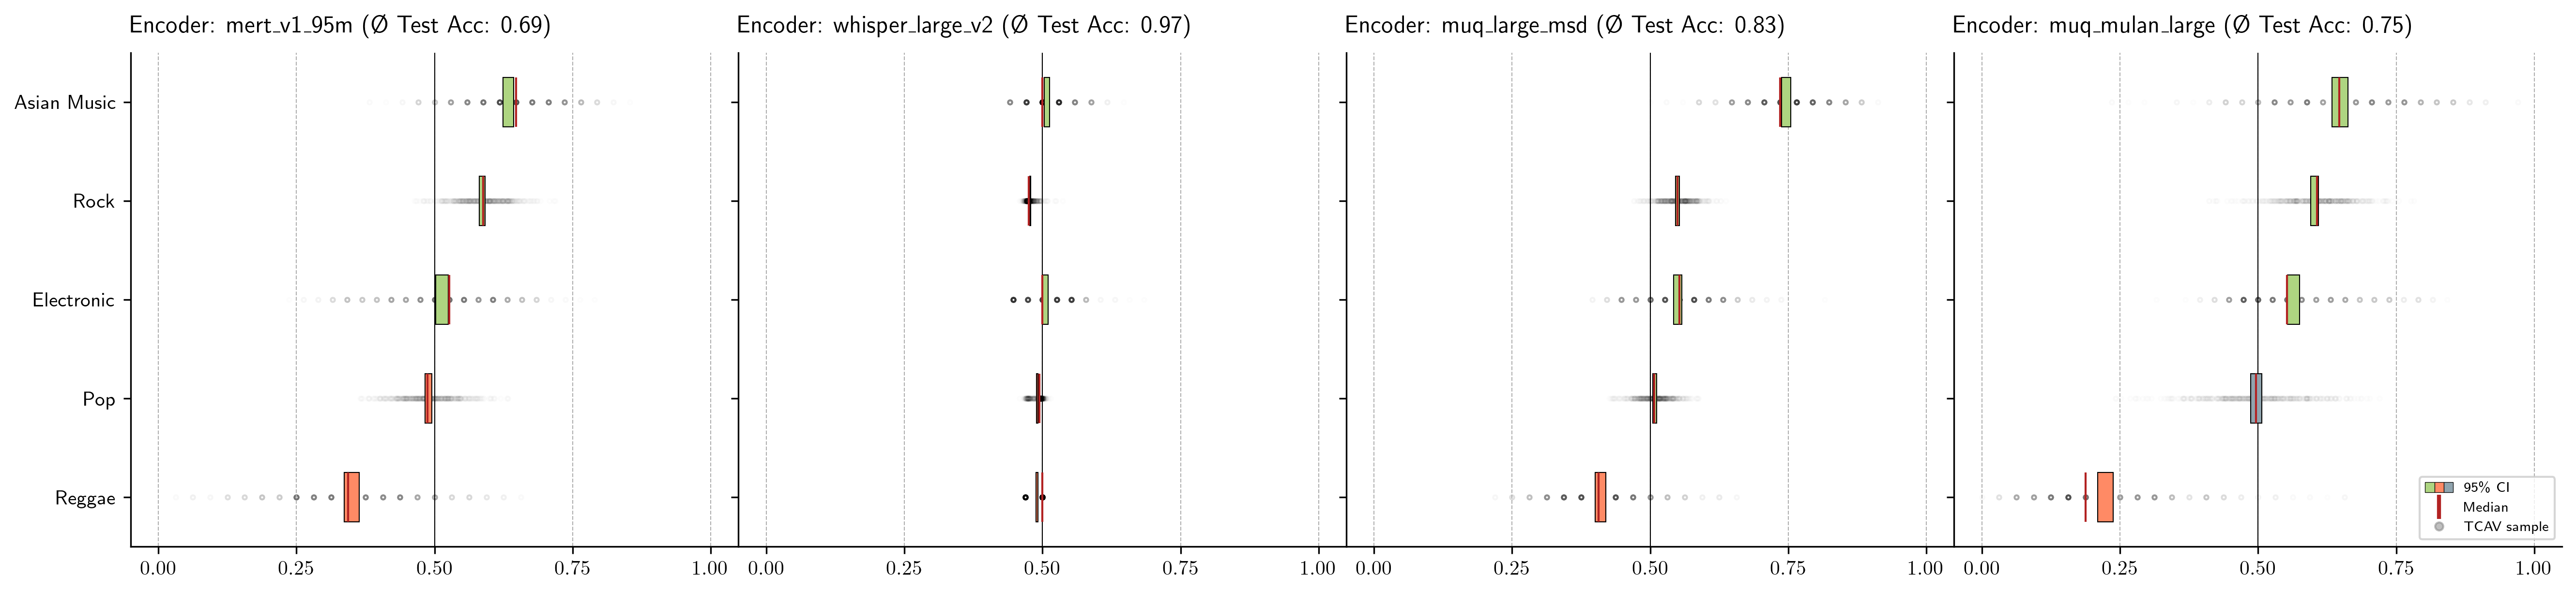 Encoder: mert_v1_95m (Ø Test Acc: 0.69)
Encoder: whisper_large_v2 (Ø Test Acc: 0.97)
Encoder: muq_large_msd (Ø Test Acc: 0.83)
Encoder: muq_mulan_large (Ø Test Acc: 0.75)
Asian Music
Rock
Electronic
Pop
Reggae
95% CI
Median
TCAV sample
0.00 0.25 0.50 0.75 1.00
0.00 0.25 0.50 0.75 1.00
0.00 0.25 0.50 0.75 1.00
0.00 0.25 0.50 0.75 1.00